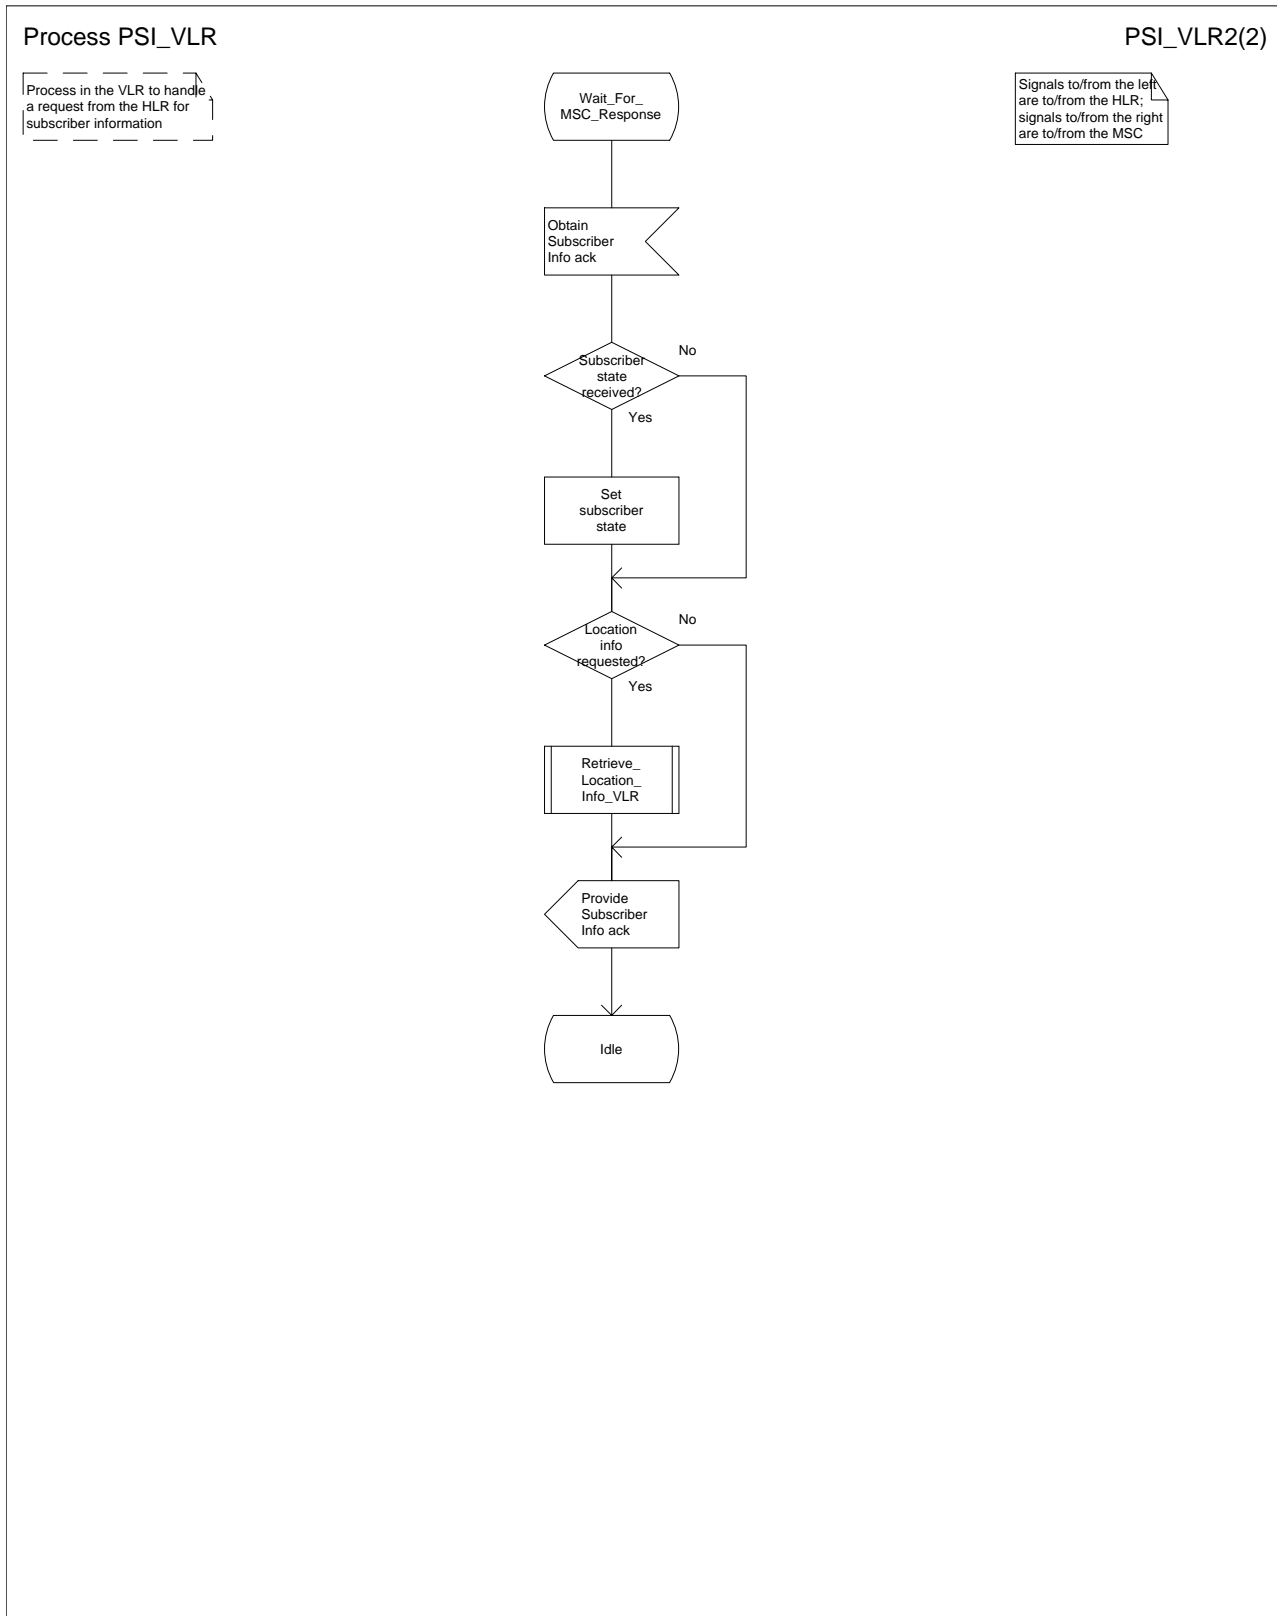 Process PSI_VLR
PSI_VLR2(2)
Process in the VLR to handle
a request from the HLR for
subscriber information
Signals to/from the left
are to/from the HLR;
signals to/from the right
are to/from the MSC
Wait_For_
MSC_Response
Obtain
Subscriber
Info ack
Subscriber
state
received?
No
Yes
Set
subscriber
state
Location
info
requested?
No
Yes
Retrieve_
Location_
Info_VLR
Provide
Subscriber
Info ack
Idle